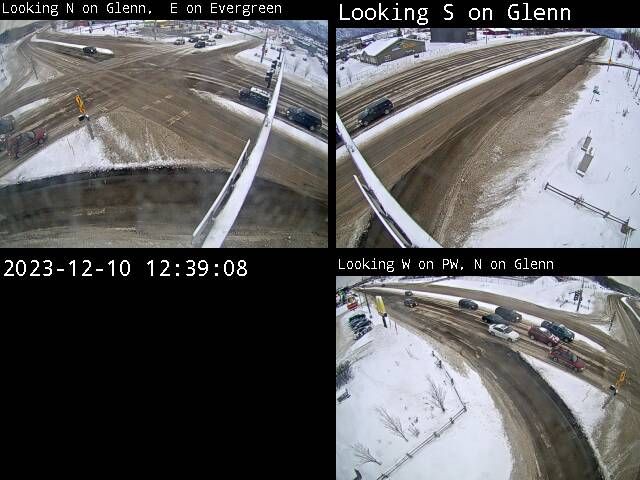 Looking N on Glenn,  E on Evergreen
Looking S on Glenn
2023-12-10 12:39:08
Looking W on PW, N on Glenn